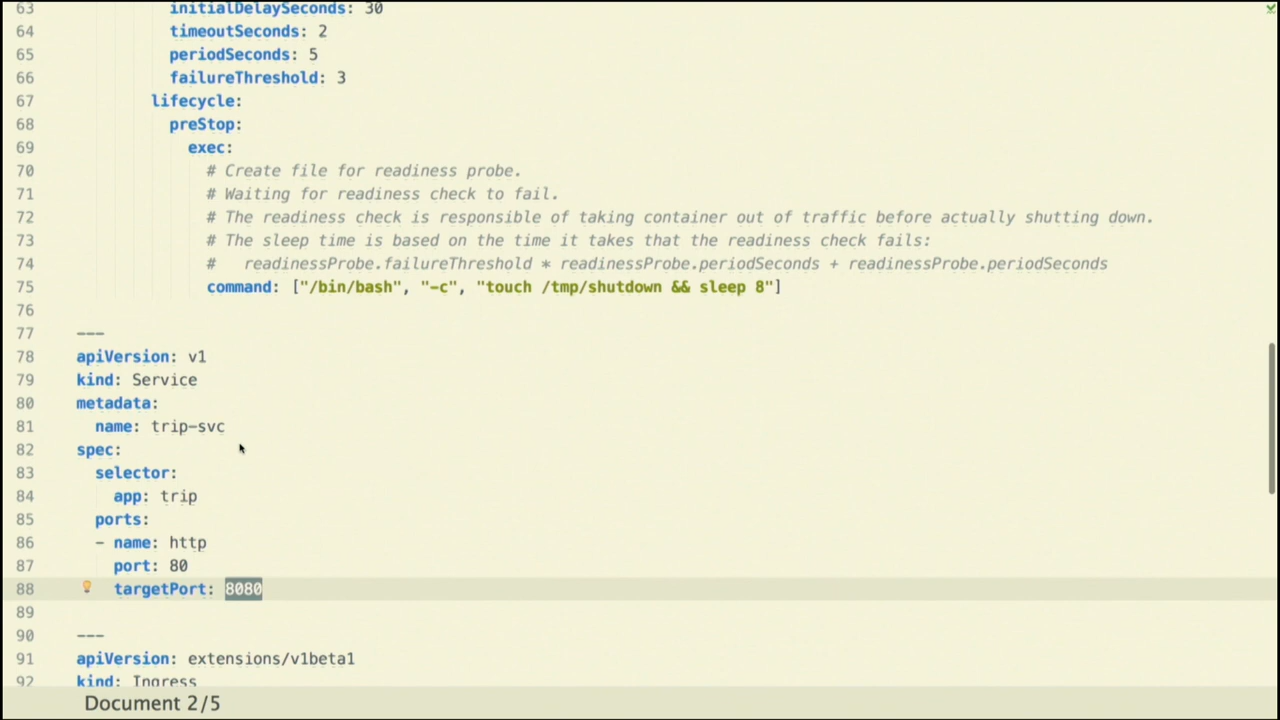 63 initialDelaySeconds: 30
64 timeoutSeconds: 2
65 periodSeconds: 5
66 failureThreshold: 3
67 lifecycle:
68 preStop:
69 exec:
70 # Create file for readiness probe.
71 # Waiting for readiness check to fail.
72 # The readiness check is responsible of taking container out of traffic before actually shutting down.
73 # The sleep time is based on the time it takes that the readiness check fails:
74 #   readinessProbe.failureThreshold * readinessProbe.periodSeconds + readinessProbe.periodSeconds
75 command: ["/bin/bash", "-c", "touch /tmp/shutdown && sleep 8"]
76
77 ---
78 apiVersion: v1
79 kind: Service
80 metadata:
81 name: trip-svc
82 spec:
83 selector:
84 app: trip
85 ports:
86 - name: http
87 port: 80
88 targetPort: 8080
89
90 ---
91 apiVersion: extensions/v1beta1
92 kind: Ingress
Document 2/5